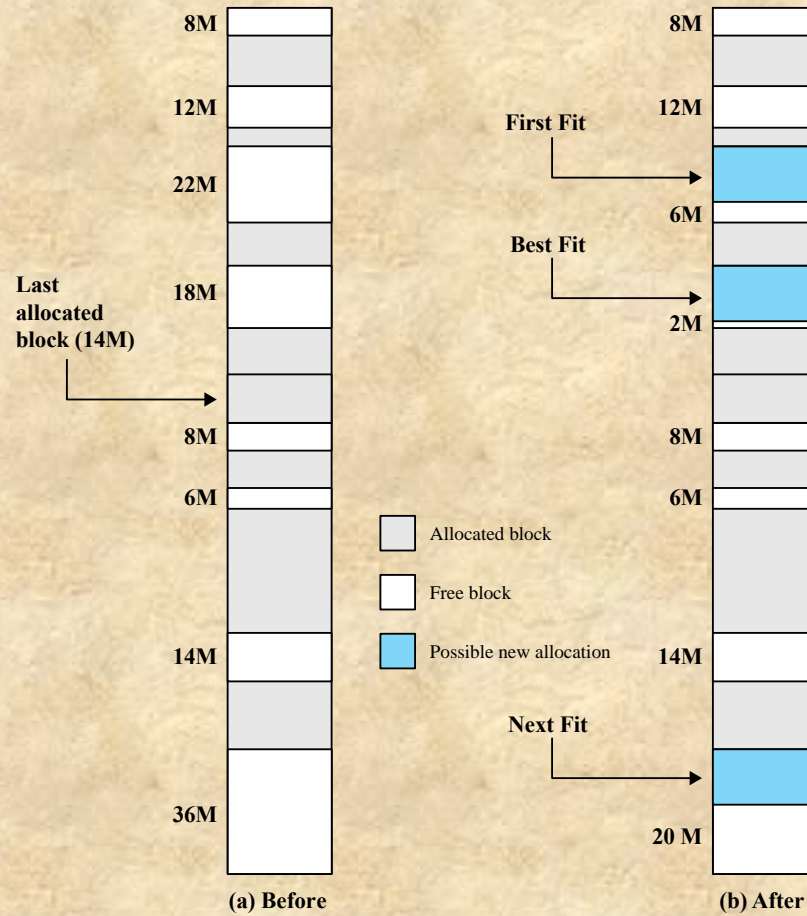 8M
12M
22M
18M
Last
allocated
block (14M)
8M
6M
14M
36M
(a) Before
Allocated block
Free block
Possible new allocation
8M
12M
First Fit
6M
Best Fit
2M
8M
6M
14M
Next Fit
20 M
(b) After